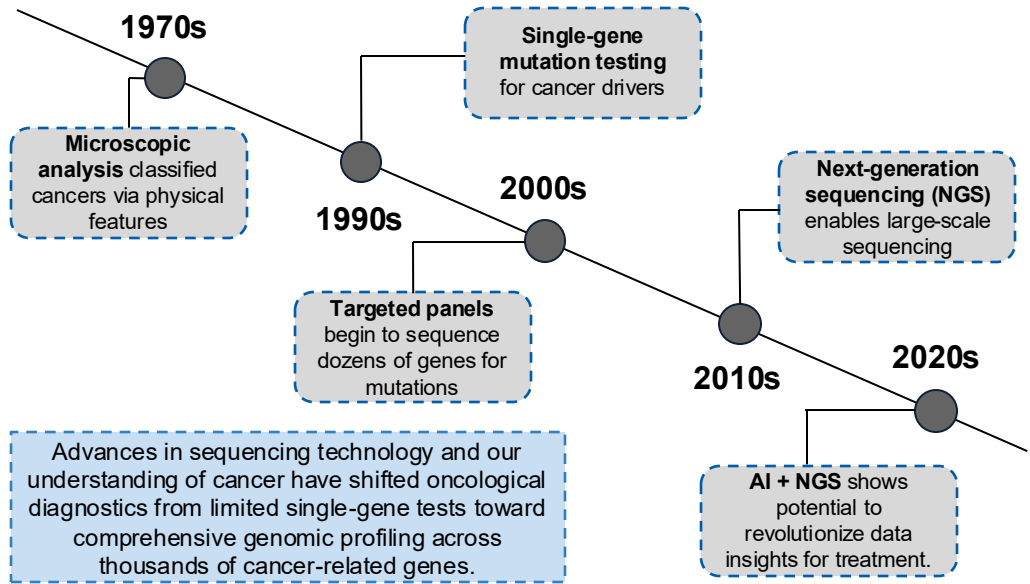 1970s
Microscopic
analysis classified
cancers via physical
features
1990s
Single-gene
mutation testing
for cancer drivers
2000s
Targeted panels
begin to sequence
dozens of genes for
mutations
2010s
Next-generation
sequencing (NGS)
enables large-scale
sequencing
2020s
AI + NGS shows
potential to
revolutionize data
insights for treatment.
Advances in sequencing technology and our
understanding of cancer have shifted oncological
diagnostics from limited single-gene tests toward
comprehensive genomic profiling across
thousands of cancer-related genes.